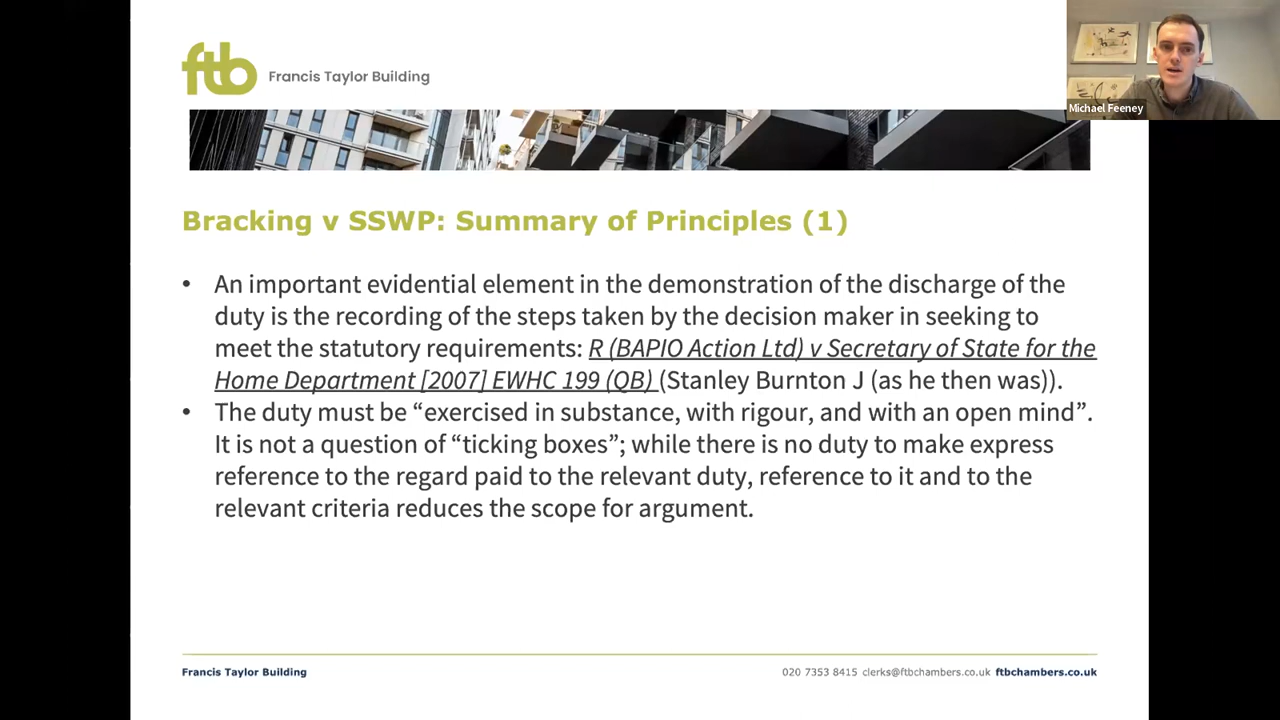 ftb Francis Taylor Building
Michael Feeney
Bracking v SSWP: Summary of Principles (1)
• An important evidential element in the demonstration of the discharge of the
duty is the recording of the steps taken by the decision maker in seeking to
meet the statutory requirements: R (BAPIO Action Ltd) v Secretary of State for the
Home Department [2007] EWHC 199 (QB) (Stanley Burnton J (as he then was)).
• The duty must be “exercised in substance, with rigour, and with an open mind”.
It is not a question of “ticking boxes”; while there is no duty to make express
reference to the regard paid to the relevant duty, reference to it and to the
relevant criteria reduces the scope for argument.
Francis Taylor Building 020 7353 8415 clerks@ftbchambers.co.uk ftbchambers.co.uk